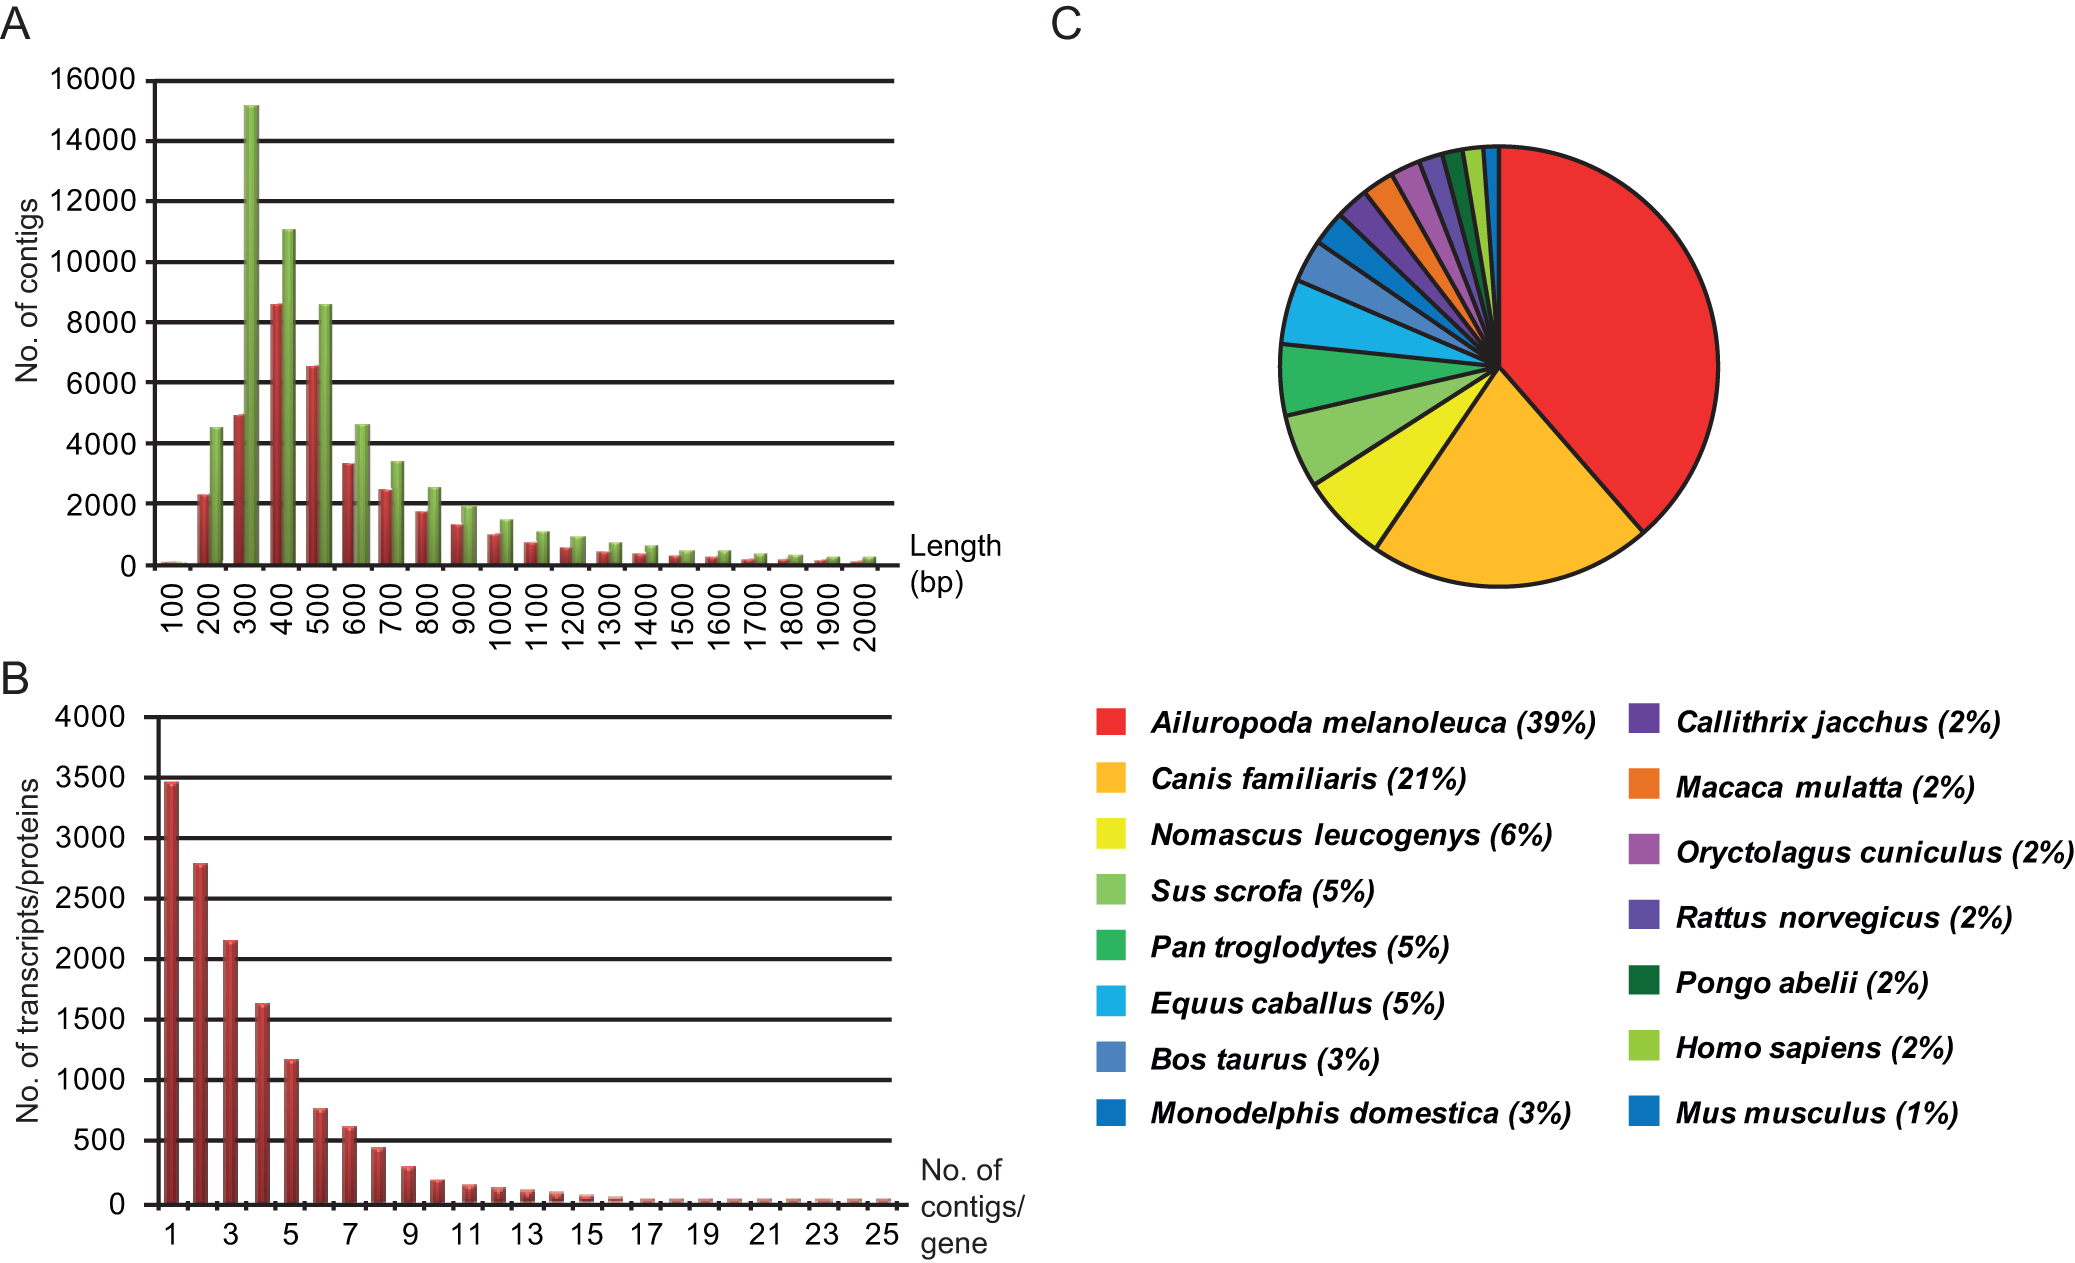 A
16000
14000
12000
10000
8000
6000
4000
2000
0
No. of contigs
100 200 300 400 500 600 700 800 900 1000 1100 1200 1300 1400 1500 1600 1700 1800 1900 2000
Length
(bp)
B
4000
3500
3000
2500
2000
1500
1000
500
0
No. of transcripts/proteins
1 3 5 7 9 11 13 15 17 19 21 23 25
No. of
contigs/
gene
C
Ailuropoda melanoleuca (39%)
Canis familiaris (21%)
Nomascus leucogenys (6%)
Sus scrofa (5%)
Pan troglodytes (5%)
Equus caballus (5%)
Bos taurus (3%)
Monodelphis domestica (3%)
Callithrix jacchus (2%)
Macaca mulatta (2%)
Oryctolagus cuniculus (2%)
Rattus norvegicus (2%)
Pongo abelii (2%)
Homo sapiens (2%)
Mus musculus (1%)